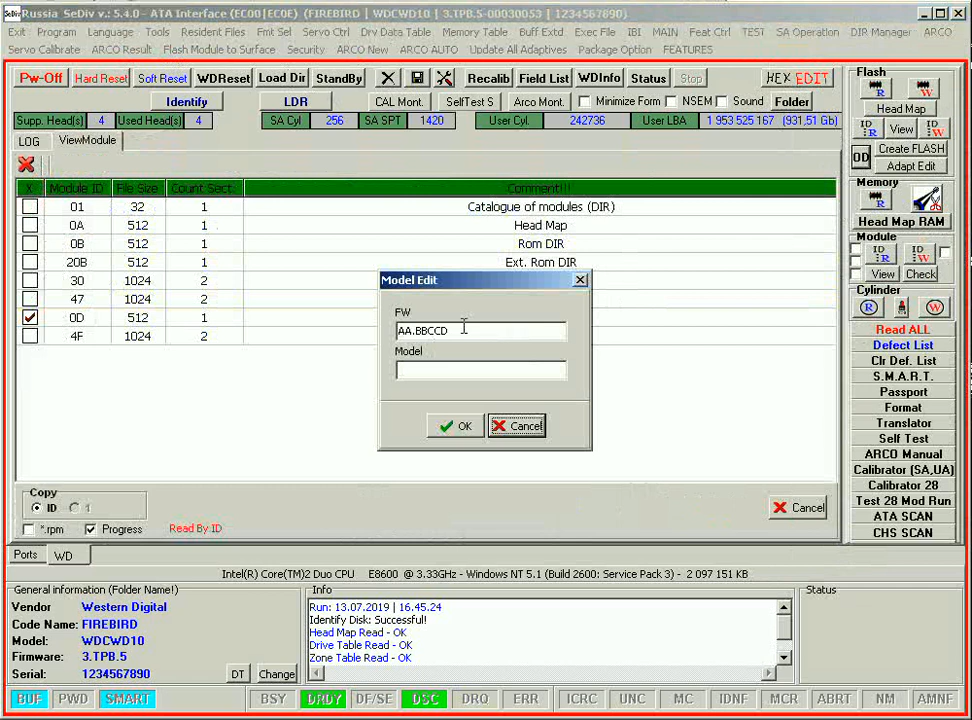 SeDiv Russia SeDiv v.: 5.4.0 - ATA Interface (EC00|EC0E) (FIREBIRD | WDCWD10 | 3.TPB.5-00030053 | 1234567890)
Exit Program Language Tools Resident Files Fmt Sel Servo Ctrl Drv Data Table Memory Table Buff Extd Exec File IBI MAIN Feat Ctrl TEST SA Operation DIR Manager ARCO
Servo Calibrate ARCO Result Flash Module to Surface Security ARCO New ARCO AUTO Update All Adaptives Package Option FEATURES
Pw-Off Hard Reset Soft Reset WDReset Load Dir StandBy Recalib Field List WDInfo Status Stop HEX EDIT
Identify LDR CAL Mont. SelfTest S Arco Mont. Minimize Form NSEM Sound Folder
Supp. Head(s) 4 Used Head(s) 4 SA Cyl 256 SA SPT 1420 User Cyl. 242736 User LBA 1 953 525 167 (931,51 Gb)
LOG ViewModule
X Module ID File Size Count Sect. Comment!!!
01 32 1 Catalogue of modules (DIR)
0A 512 1 Head Map
0B 512 1 Rom DIR
20B 512 1 Ext. Rom DIR
30 1024 2
47 1024 2
0D 512 1
4F 1024 2
Model Edit
FW
AA.BBCCD
Model
OK Cancel
Copy
ID 1
*.rpm Progress Read By ID
Cancel
Flash
R W
Head Map
ID R View ID W
OD Create FLASH
Adapt Edit
Memory
R
Head Map RAM
Module
ID R ID W
View Check
Cylinder
R W
Read ALL
Defect List
Clr Def. List
S.M.A.R.T.
Passport
Format
Translator
Self Test
ARCO Manual
Calibrator (SA,UA)
Calibrator 28
Test 28 Mod Run
ATA SCAN
CHS SCAN
Ports WD
Intel(R) Core(TM)2 Duo CPU E8600 @ 3.33GHz - Windows NT 5.1 (Build 2600: Service Pack 3) - 2 097 151 KB
General information (Folder Name!)
Vendor Western Digital
Code Name: FIREBIRD
Model: WDCWD10
Firmware: 3.TPB.5
Serial: 1234567890
DT Change
Info
Run: 13.07.2019 | 16.45.24
Identify Disk: Successful!
Head Map Read - OK
Drive Table Read - OK
Zone Table Read - OK
Status
BUF PWD SMART BSY DRDY DF/SE DSC DRQ ERR ICRC UNC MC IDNF MCR ABRT NM AMNF